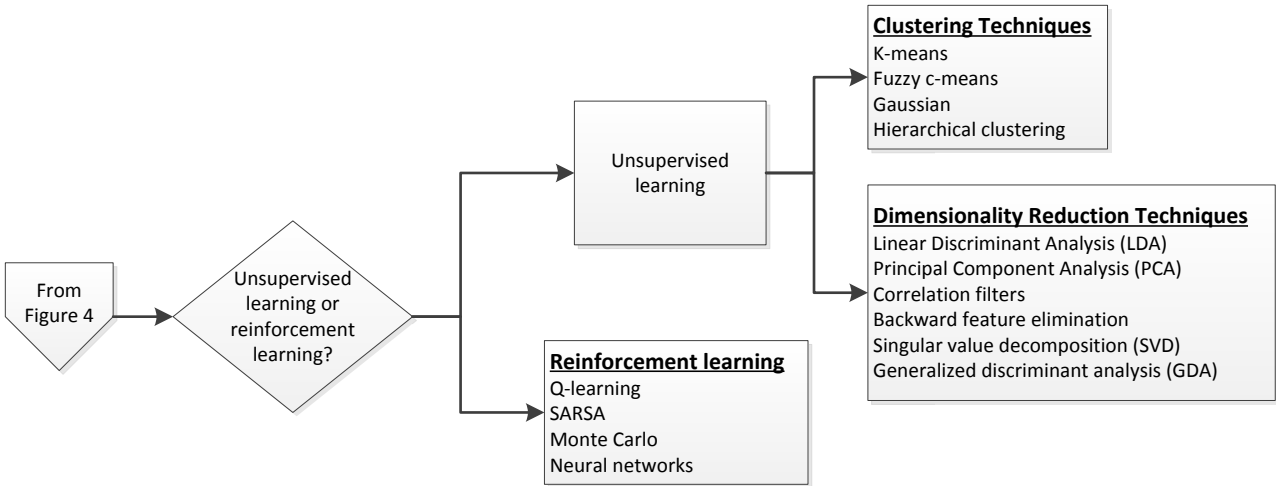 From
Figure 4
Unsupervised
learning or
reinforcement
learning?
Unsupervised
learning
Clustering Techniques
K-means
Fuzzy c-means
Gaussian
Hierarchical clustering
Dimensionality Reduction Techniques
Linear Discriminant Analysis (LDA)
Principal Component Analysis (PCA)
Correlation filters
Backward feature elimination
Singular value decomposition (SVD)
Generalized discriminant analysis (GDA)
Reinforcement learning
Q-learning
SARSA
Monte Carlo
Neural networks